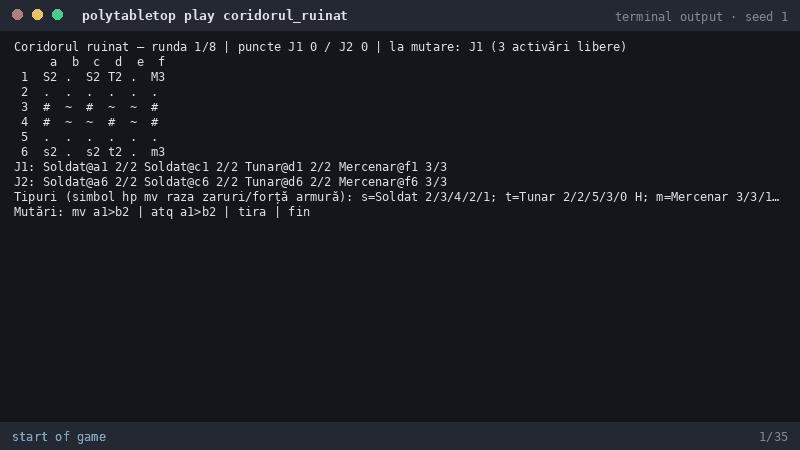 polytabletop play coridorul_ruinat
terminal output · seed 1
Coridorul ruinat — runda 1/8 | puncte J1 0 / J2 0 | la mutare: J1 (3 activări libere)
a b c d e f
1 S2 . S2 T2 . M3
2 . . . . . .
3 # ~ # ~ ~ #
4 # ~ ~ # ~ #
5 . . . . . .
6 s2 . s2 t2 . m3
J1: Soldat@a1 2/2 Soldat@c1 2/2 Tunar@d1 2/2 Mercenar@f1 3/3
J2: Soldat@a6 2/2 Soldat@c6 2/2 Tunar@d6 2/2 Mercenar@f6 3/3
Tipuri (simbol hp mv raza zaruri/forță armură): s=Soldat 2/3/4/2/1; t=Tunar 2/2/5/3/0 H; m=Mercenar 3/3/1…
Mutări: mv a1>b2 | atq a1>b2 | tira | fin
start of game
1/35